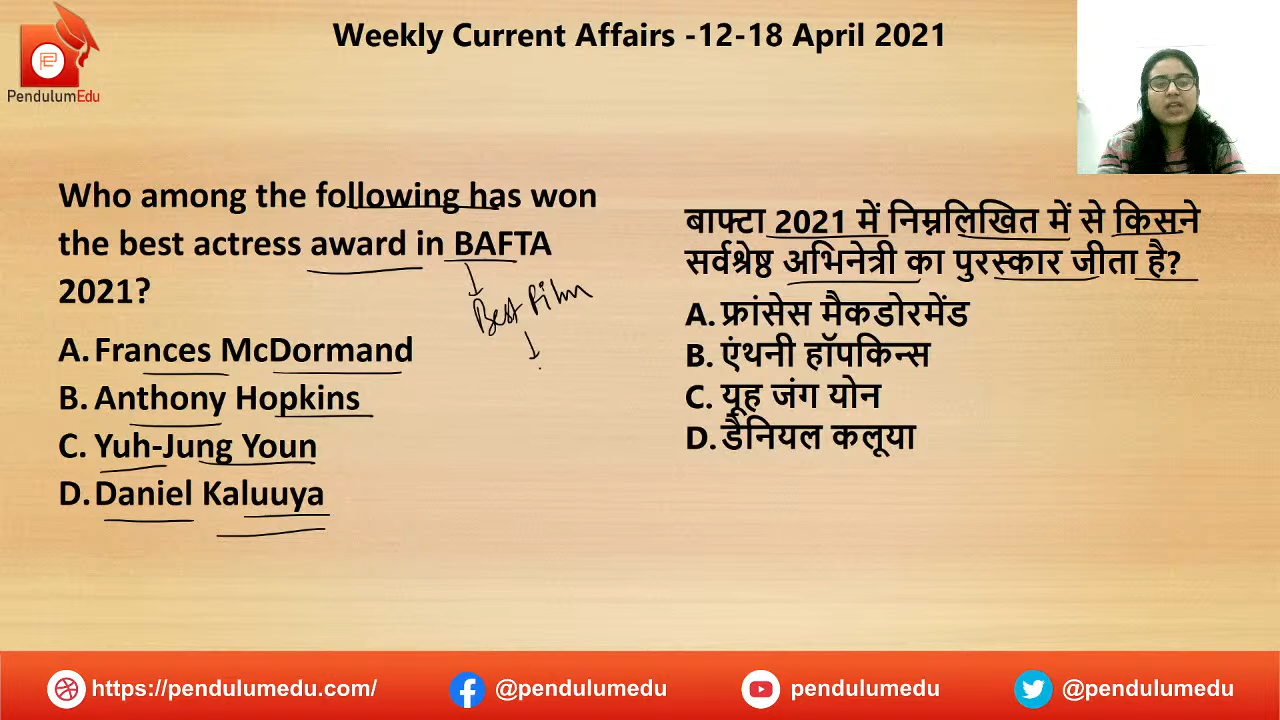 Weekly Current Affairs -12-18 April 2021
PendulumEdu
Who among the following has won
the best actress award in BAFTA
2021?
Best Film
A. Frances McDormand
B. Anthony Hopkins
C. Yuh-Jung Youn
D. Daniel Kaluuya
बाफ्टा 2021 में निम्नलिखित में से किसने
सर्वश्रेष्ठ अभिनेत्री का पुरस्कार जीता है?
A. फ्रांसेस मैकडोरमेंड
B. एंथनी हॉपकिन्स
C. यूह जंग योन
D. डैनियल कलूया
https://pendulumedu.com/
@pendulumedu
pendulumedu
@pendulumedu